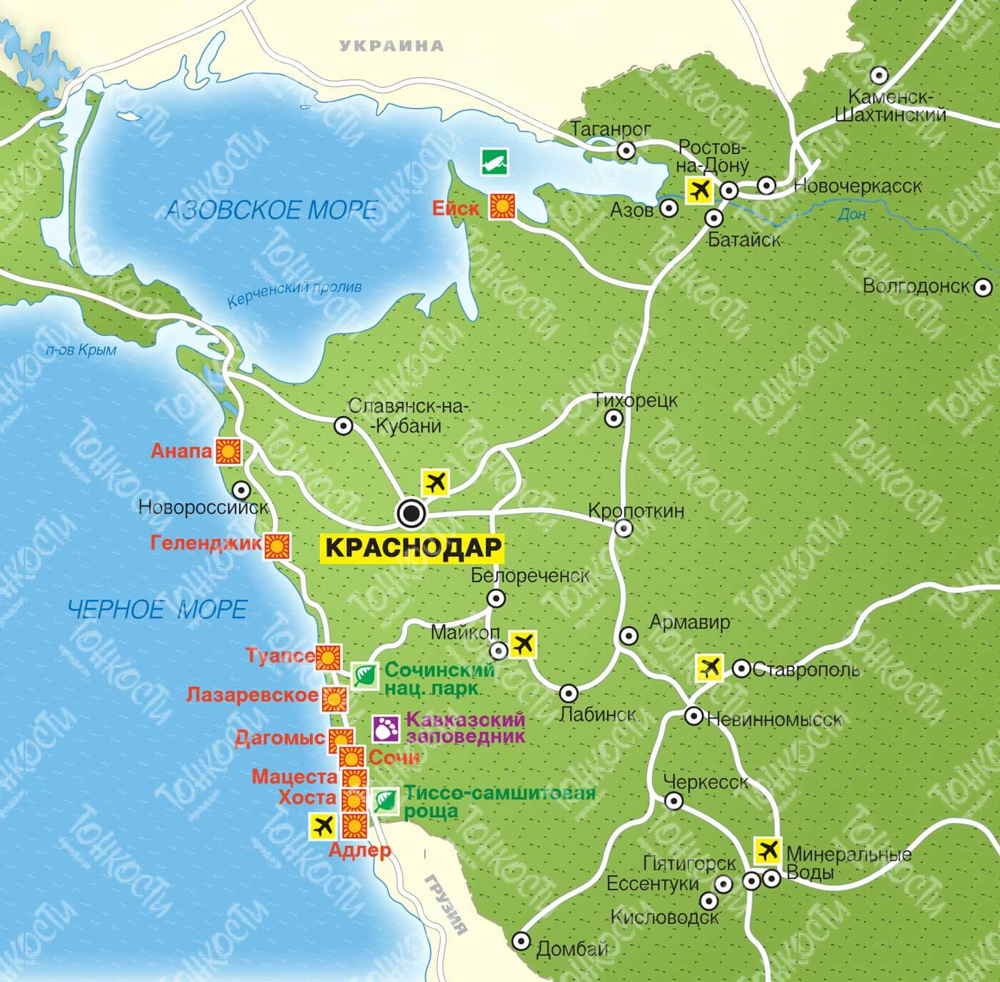 УКРАИНА
Каменск-
Шахтинский
Таганрог
Ростов-
на-Дону
Новочеркасск
АЗОВСКОЕ МОРЕ
Ейск
Азов
Дон
Батайск
Керченский пролив
Волгодонск
п-ов Крым
Славянск-на-
-Кубани
Тихорецк
Анапа
Новороссийск
Кропоткин
Геленджик
КРАСНОДАР
Белореченск
ЧЕРНОЕ МОРЕ
Майкоп
Армавир
Туапсе
Сочинский
нац. парк
Ставрополь
Лазаревское
Лабинск
Невинномысск
Кавказский
заповедник
Дагомыс
Сочи
Мацеста
Хоста
Тиссо-самшитовая
роща
Черкесск
Адлер
Минеральные
Воды
Пятигорск
Ессентуки
Кисловодск
ГРУЗИЯ
Домбай
ТОНКОСТИ